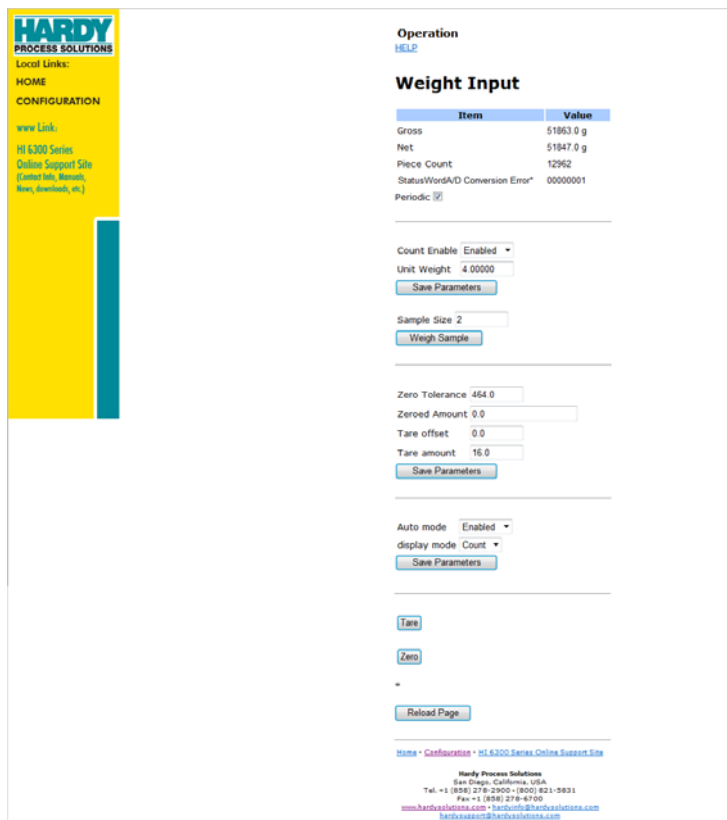 HARDY
PROCESS SOLUTIONS
Local Links:
HOME
CONFIGURATION
www Link:
HI 6300 Series
Online Support Site
(Contact Info, Manuals,
News, downloads, etc.)
Operation
HELP
Weight Input
Item Value
Gross 51863.0 g
Net 51847.0 g
Piece Count 12962
StatusWordA/D Conversion Error* 00000001
Periodic
Count Enable Enabled
Unit Weight 4.00000
Save Parameters
Sample Size 2
Weigh Sample
Zero Tolerance 464.0
Zeroed Amount 0.0
Tare offset 0.0
Tare amount 16.0
Save Parameters
Auto mode Enabled
display mode Count
Save Parameters
Tare
Zero
*
Reload Page
Home • Configuration • HI 6300 Series Online Support Site
Hardy Process Solutions
San Diego, California, USA
Tel. +1 (858) 278-2900 • (800) 821-5831
Fax +1 (858) 278-6700
www.hardysolutions.com • hardyinfo@hardysolutions.com
hardysupport@hardysolutions.com